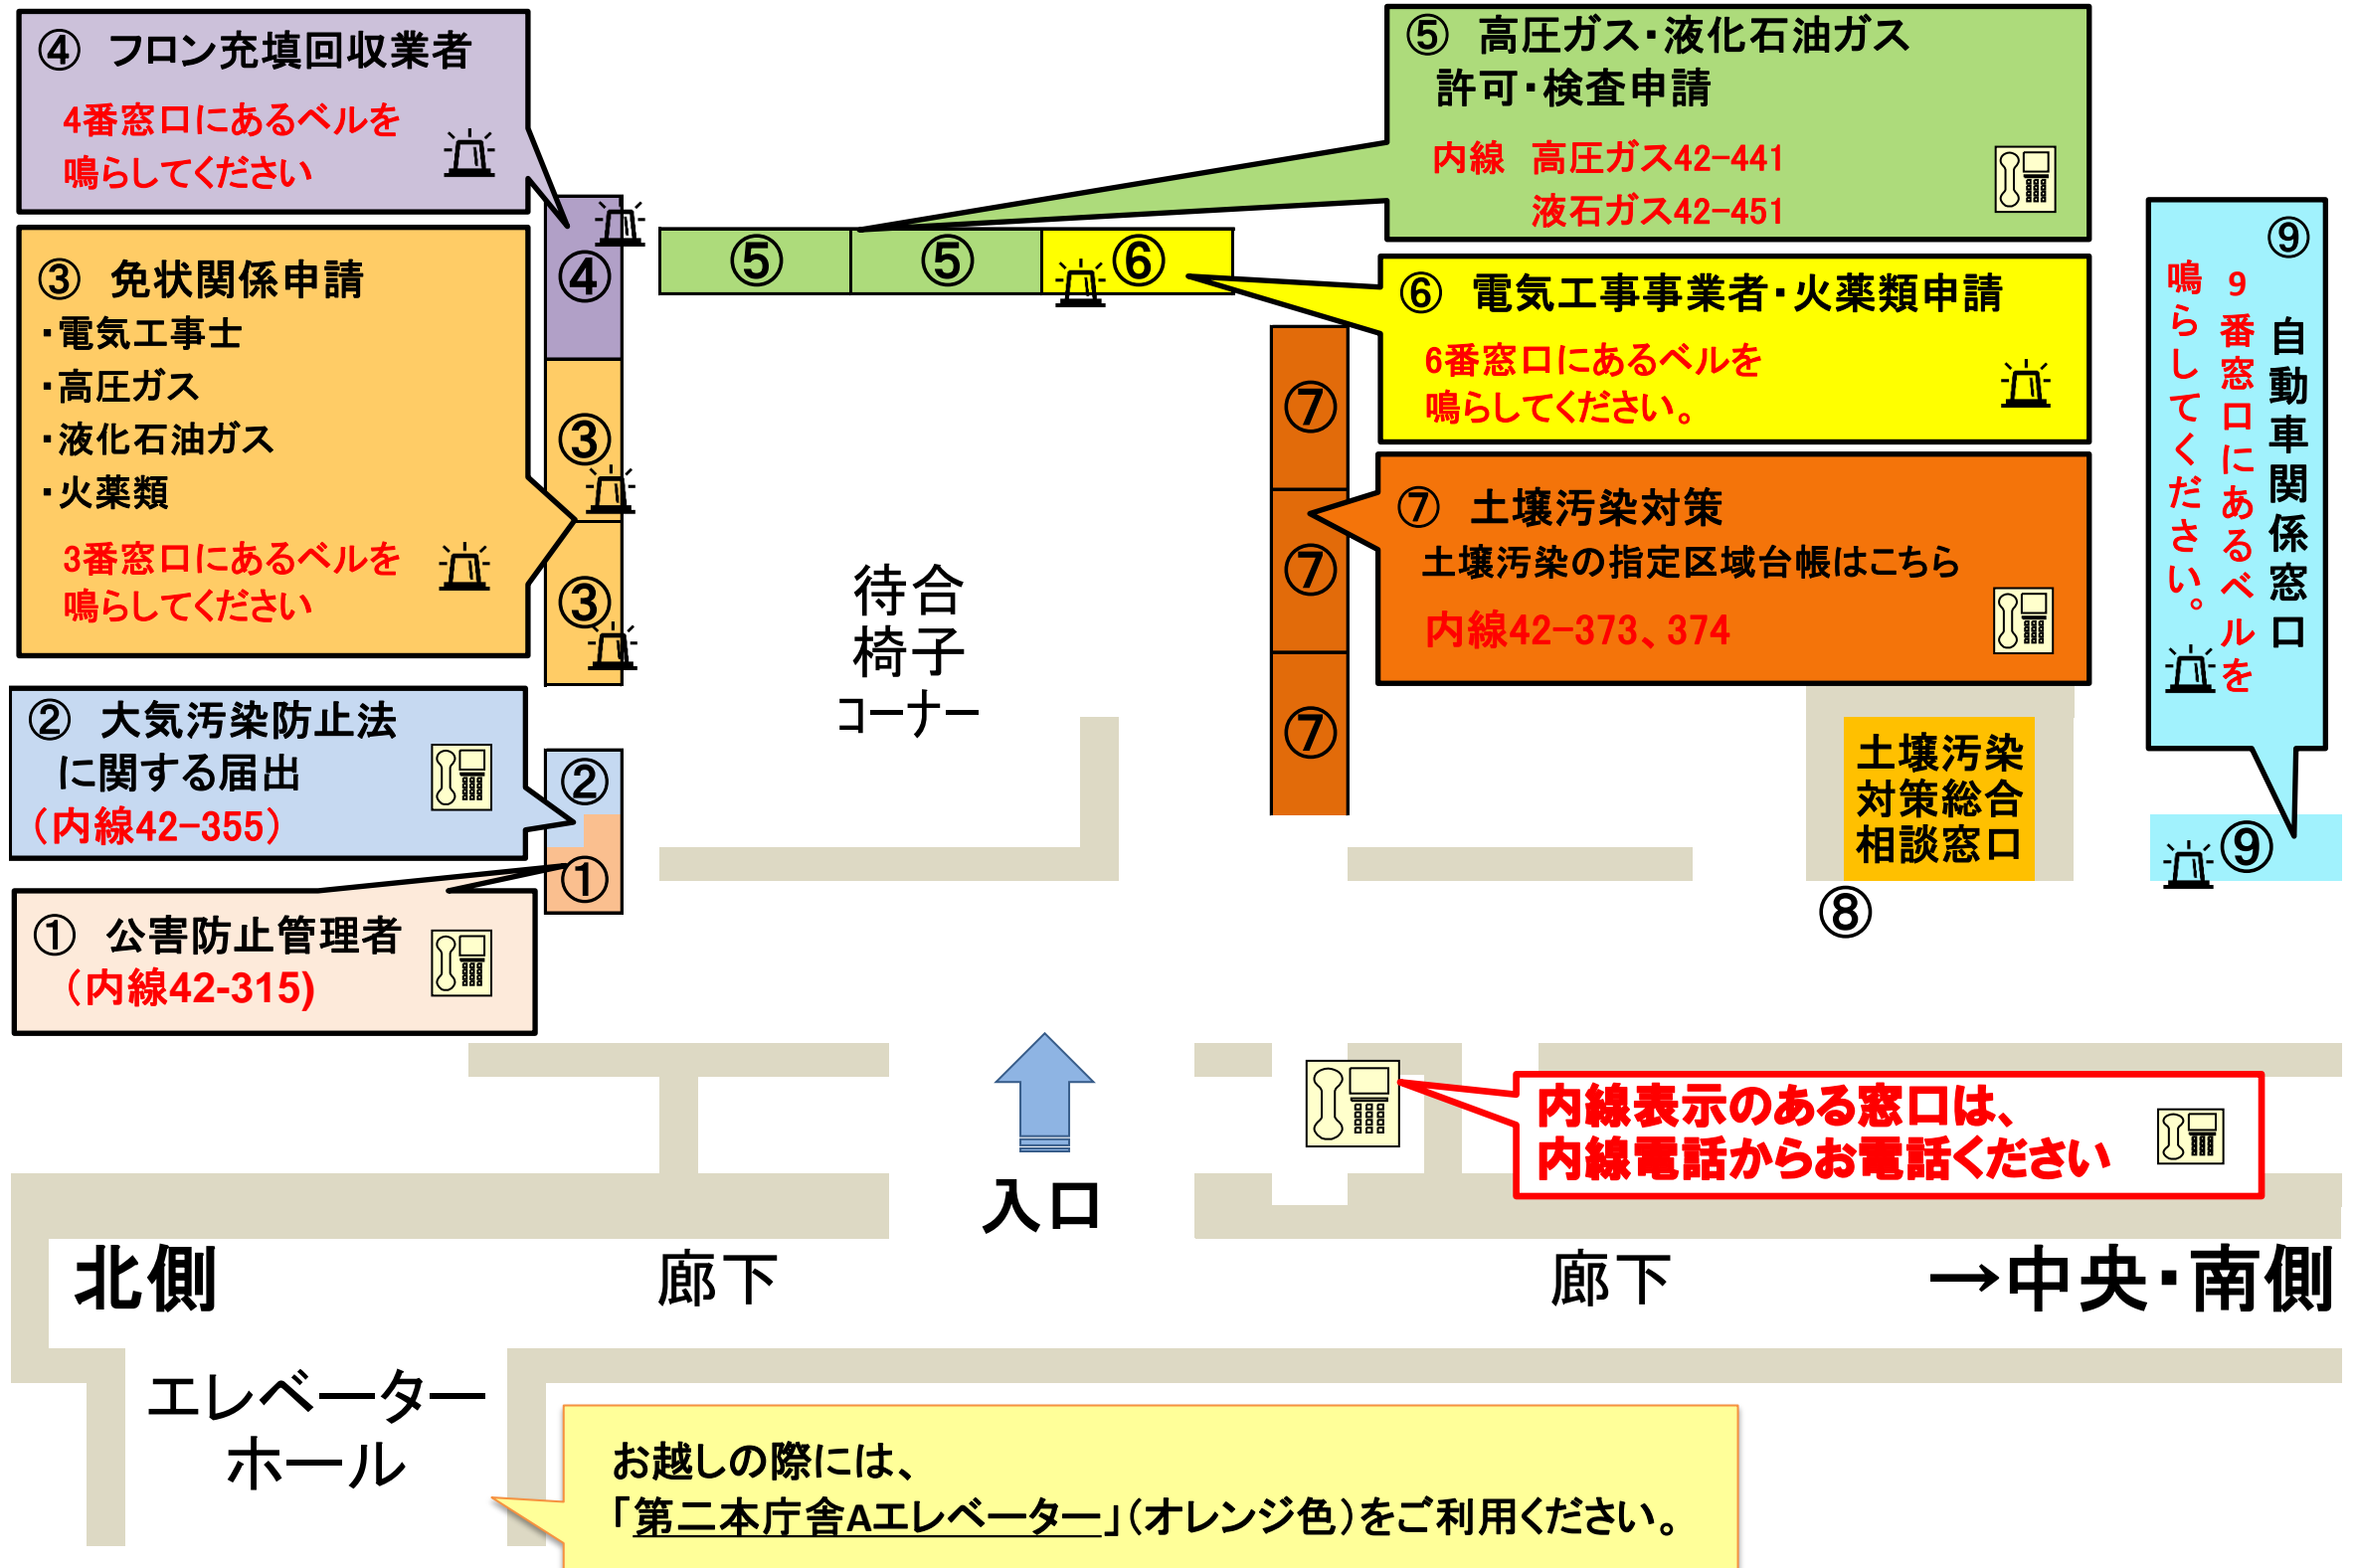 ④　フロン充填回収業者
4番窓口にあるベルを
鳴らしてください
③　免状関係申請
・電気工事士
・高圧ガス
・液化石油ガス
・火薬類
3番窓口にあるベルを
鳴らしてください
②　大気汚染防止法
に関する届出
（内線42-355）
①　公害防止管理者
（内線42-315)
④
③
③
②
①
⑤
⑤
⑥
⑤　高圧ガス・液化石油ガス
許可・検査申請
内線　高圧ガス42-441
液石ガス42-451
⑥　電気工事事業者・火薬類申請
6番窓口にあるベルを
鳴らしてください。
⑦　土壌汚染対策
土壌汚染の指定区域台帳はこちら
内線42-373、374
⑦
⑦
⑦
⑨　自動車関係窓口
9番窓口にあるベルを
鳴らしてください。
待合
椅子
コーナー
土壌汚染
対策総合
相談窓口
⑧
⑨
内線表示のある窓口は、
内線電話からお電話ください
入口
北側
廊下
廊下
→中央・南側
エレベーター
ホール
お越しの際には、
「第二本庁舎Aエレベーター」（オレンジ色）をご利用ください。